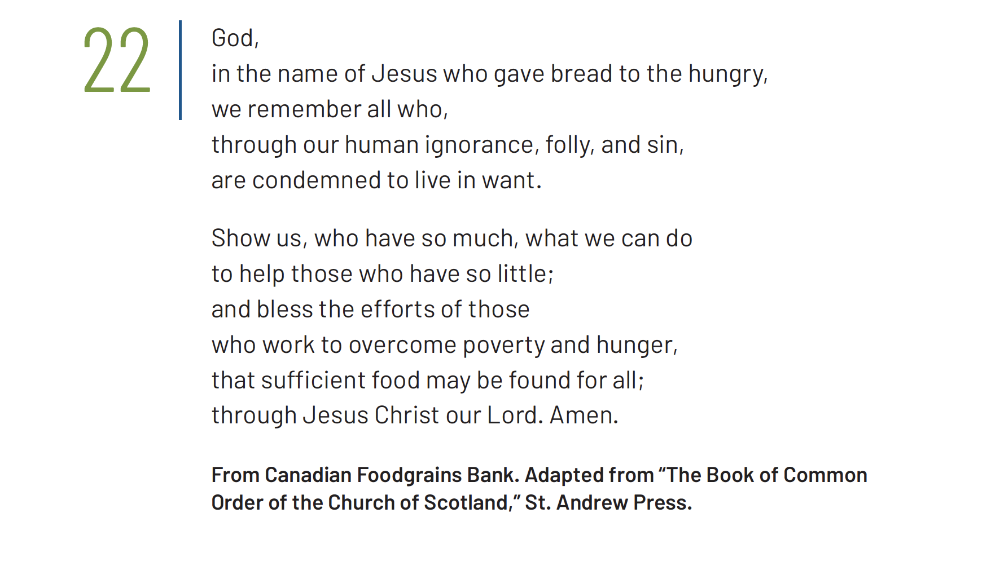 22
God,
in the name of Jesus who gave bread to the hungry,
we remember all who,
through our human ignorance, folly, and sin,
are condemned to live in want.
Show us, who have so much, what we can do
to help those who have so little;
and bless the efforts of those
who work to overcome poverty and hunger,
that sufficient food may be found for all;
through Jesus Christ our Lord. Amen.
From Canadian Foodgrains Bank. Adapted from “The Book of Common
Order of the Church of Scotland,” St. Andrew Press.